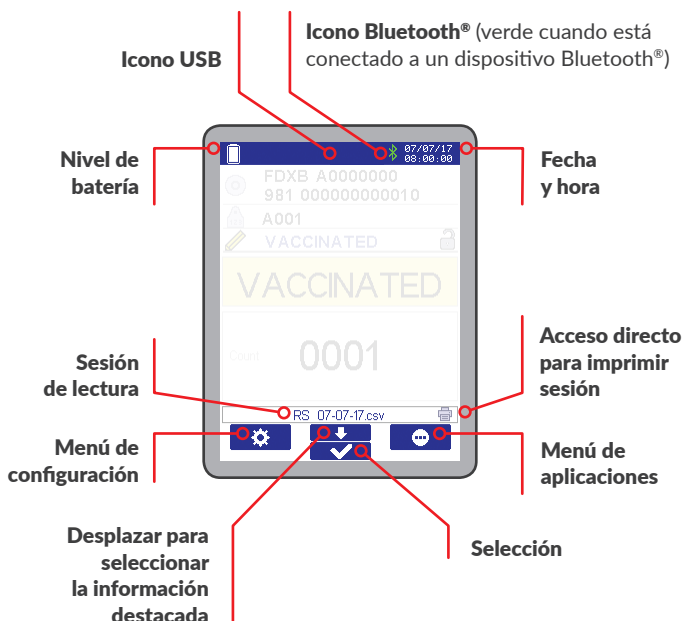 Icono Bluetooth® (verde cuando está
conectado a un dispositivo Bluetooth®)
Icono USB
Nivel de
batería
07/07/17
08:00:00
Fecha
y hora
FDXB A0000000
981 000000000010
A001
VACCINATED
VACCINATED
Count
0001
Sesión
de lectura
RS 07-07-17.csv
Acceso directo
para imprimir
sesión
Menú de
configuración
Menú de
aplicaciones
Desplazar para
seleccionar
la información
destacada
Selección